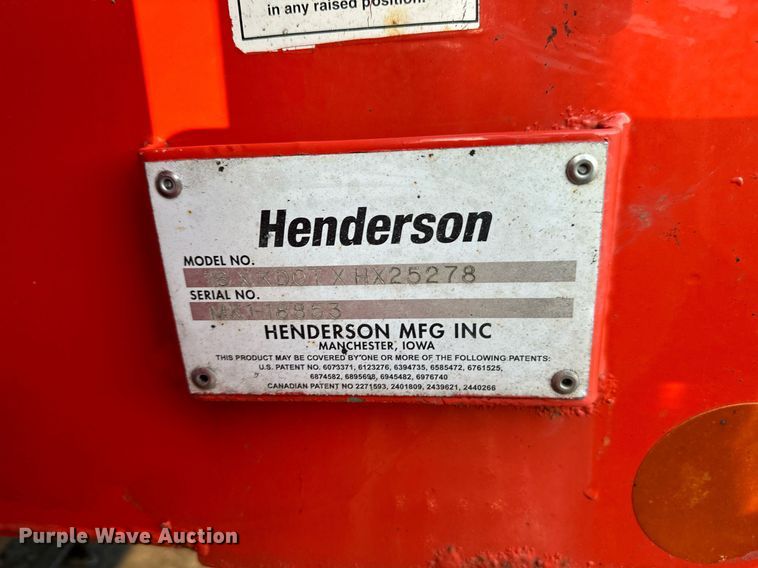 in any raised position.
Henderson
MODEL NO.
HX25278
SERIAL NO.
HENDERSON MFG INC
MANCHESTER, IOWA
THIS PRODUCT MAY BE COVERED BY ONE OR MORE OF THE FOLLOWING PATENTS:
U.S. PATENT NO. 6073371, 6123276, 6394735, 6585472, 6761525,
6874582, 6895698, 6945482, 6976740
CANADIAN PATENT NO 2271593, 2401809, 2439621, 2440266
Purple Wave Auction